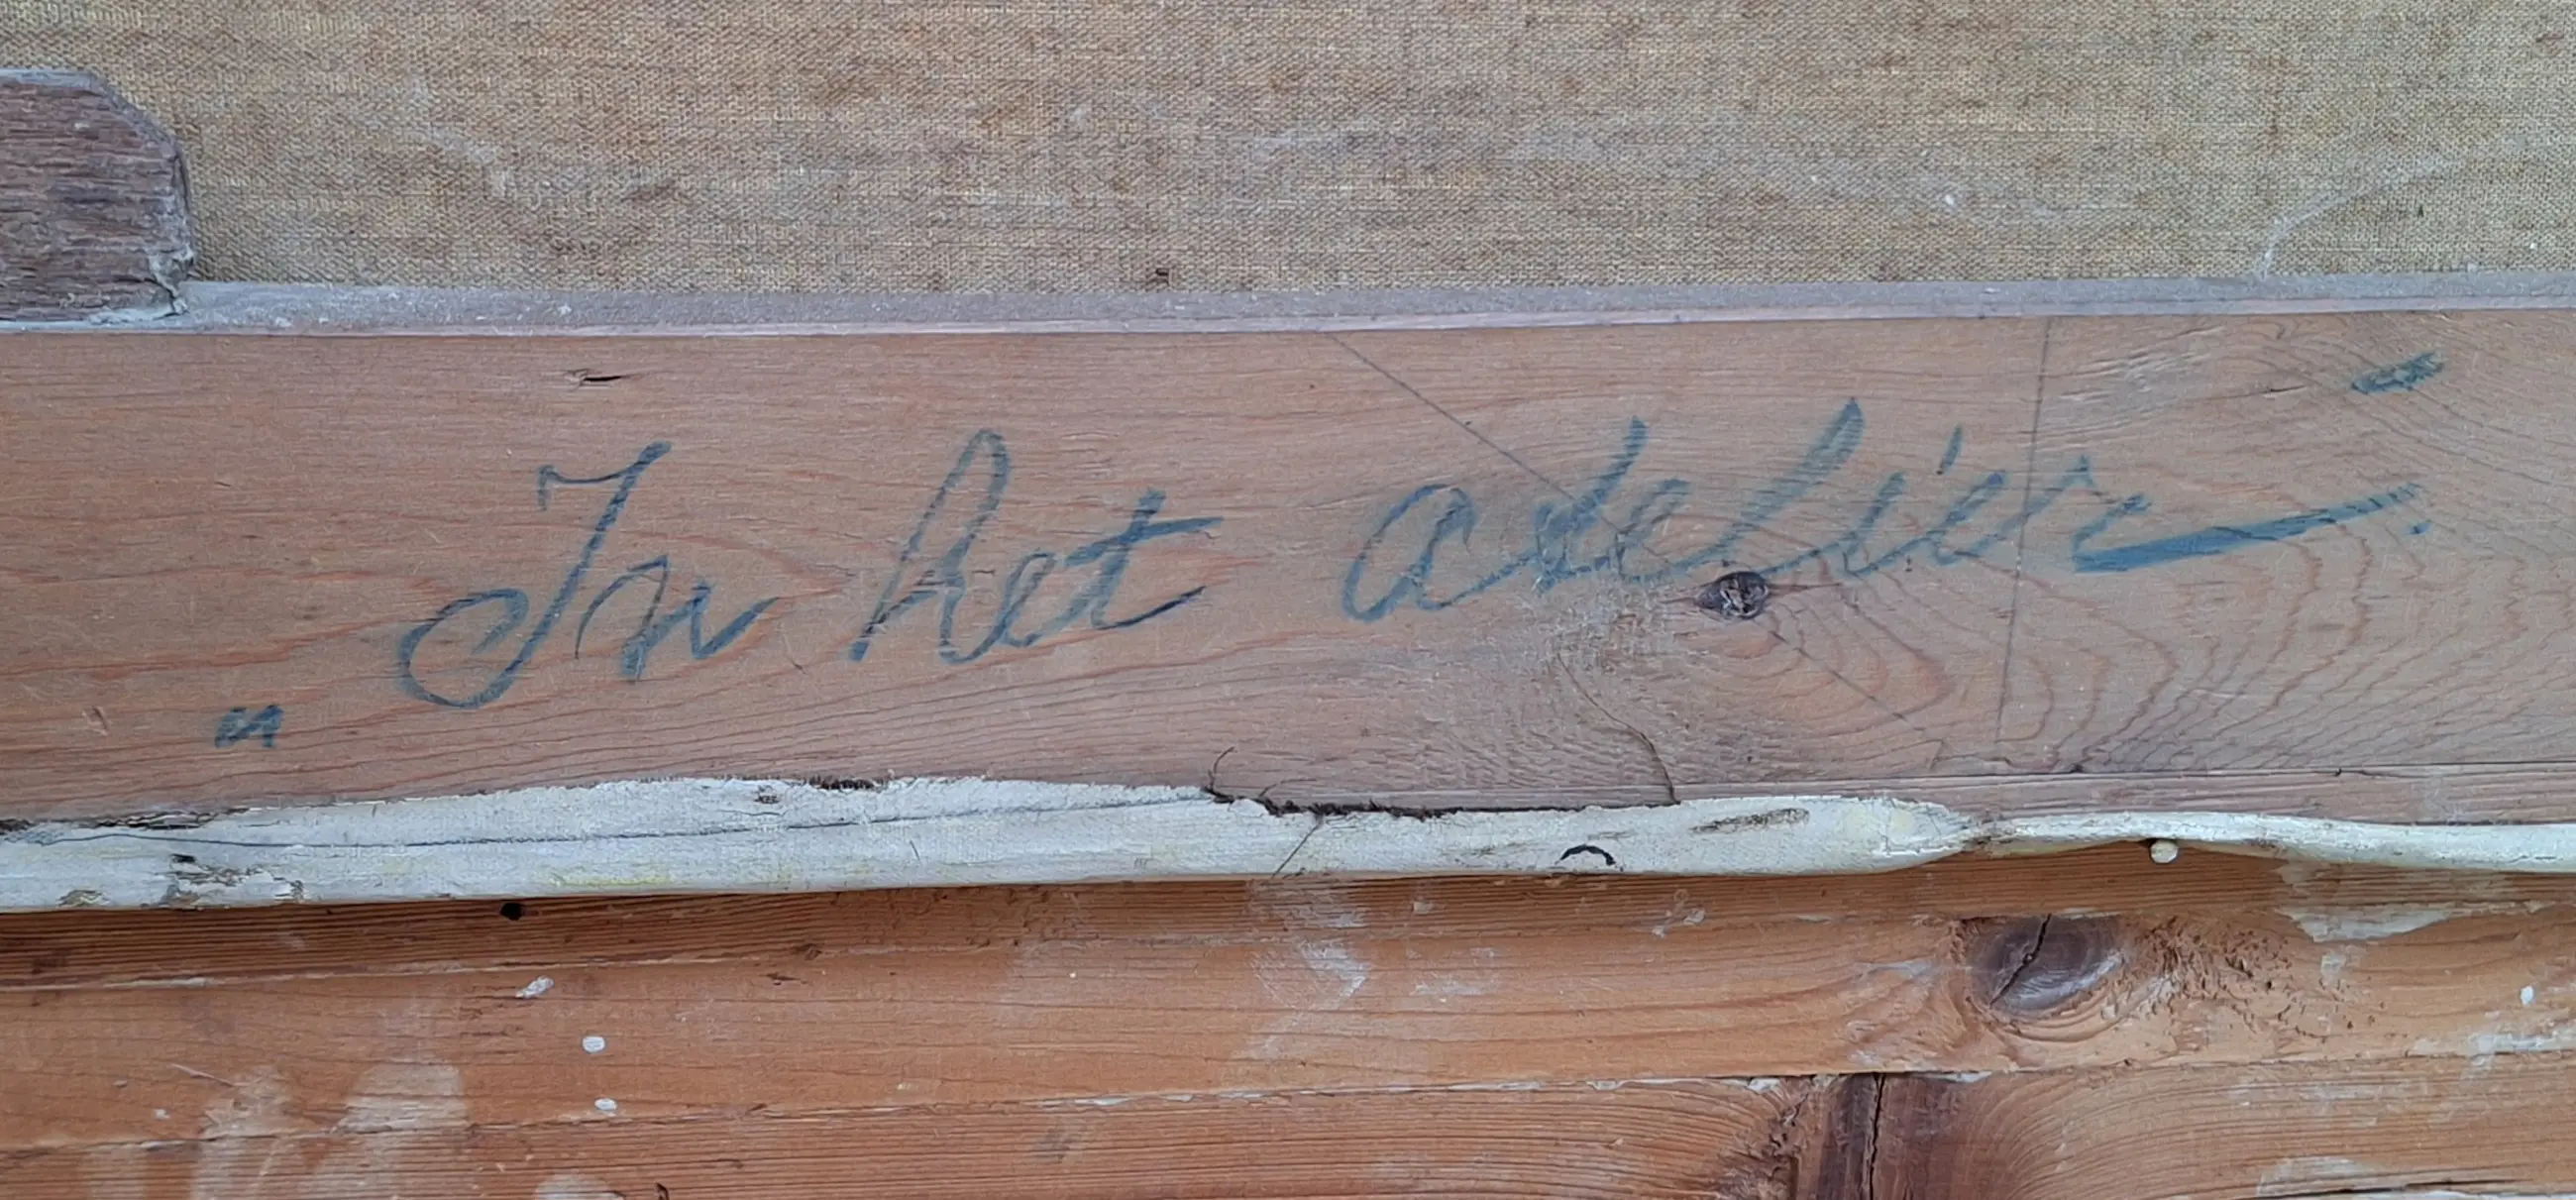 „In het atelier"